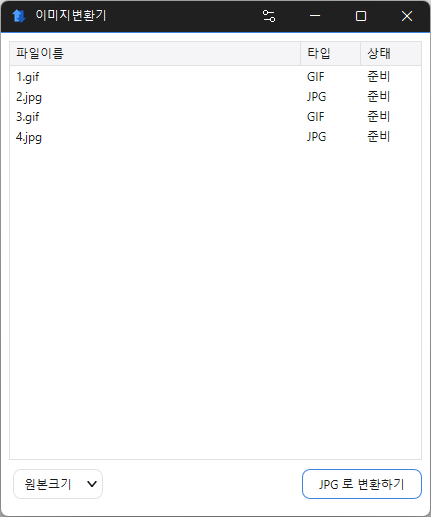 이미지변환기
파일이름 타입 상태
1.gif GIF 준비
2.jpg JPG 준비
3.gif GIF 준비
4.jpg JPG 준비
원본크기 JPG 로 변환하기